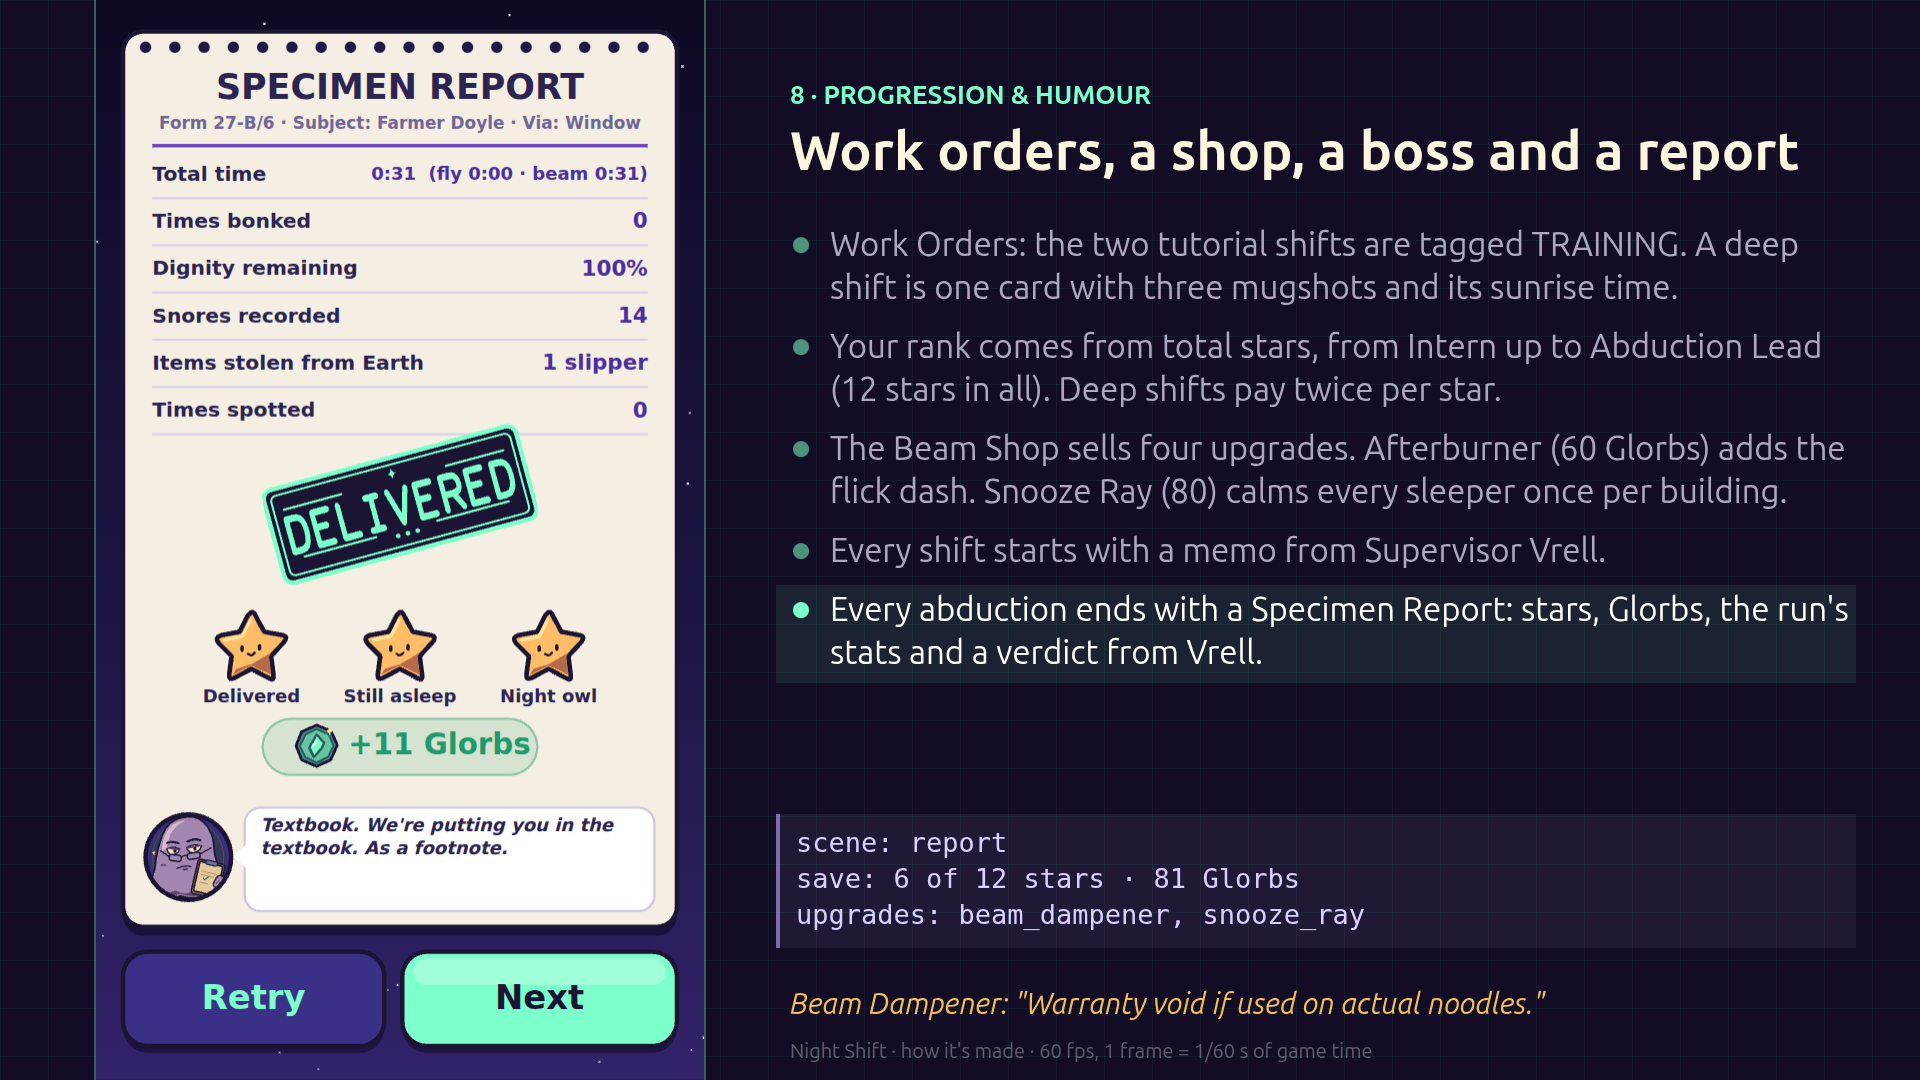 SPECIMEN REPORT
Form 27-B/6 · Subject: Farmer Doyle · Via: Window
Total time 0:31 (fly 0:00 · beam 0:31)
Times bonked 0
Dignity remaining 100%
Snores recorded 14
Items stolen from Earth 1 slipper
Times spotted 0
DELIVERED
Delivered Still asleep Night owl
+11 Glorbs
Textbook. We're putting you in the
textbook. As a footnote.
Retry Next
8 · PROGRESSION & HUMOUR
Work orders, a shop, a boss and a report
Work Orders: the two tutorial shifts are tagged TRAINING. A deep
shift is one card with three mugshots and its sunrise time.
Your rank comes from total stars, from Intern up to Abduction Lead
(12 stars in all). Deep shifts pay twice per star.
The Beam Shop sells four upgrades. Afterburner (60 Glorbs) adds the
flick dash. Snooze Ray (80) calms every sleeper once per building.
Every shift starts with a memo from Supervisor Vrell.
Every abduction ends with a Specimen Report: stars, Glorbs, the run's
stats and a verdict from Vrell.
scene: report
save: 6 of 12 stars · 81 Glorbs
upgrades: beam_dampener, snooze_ray
Beam Dampener: "Warranty void if used on actual noodles."
Night Shift · how it's made · 60 fps, 1 frame = 1/60 s of game time